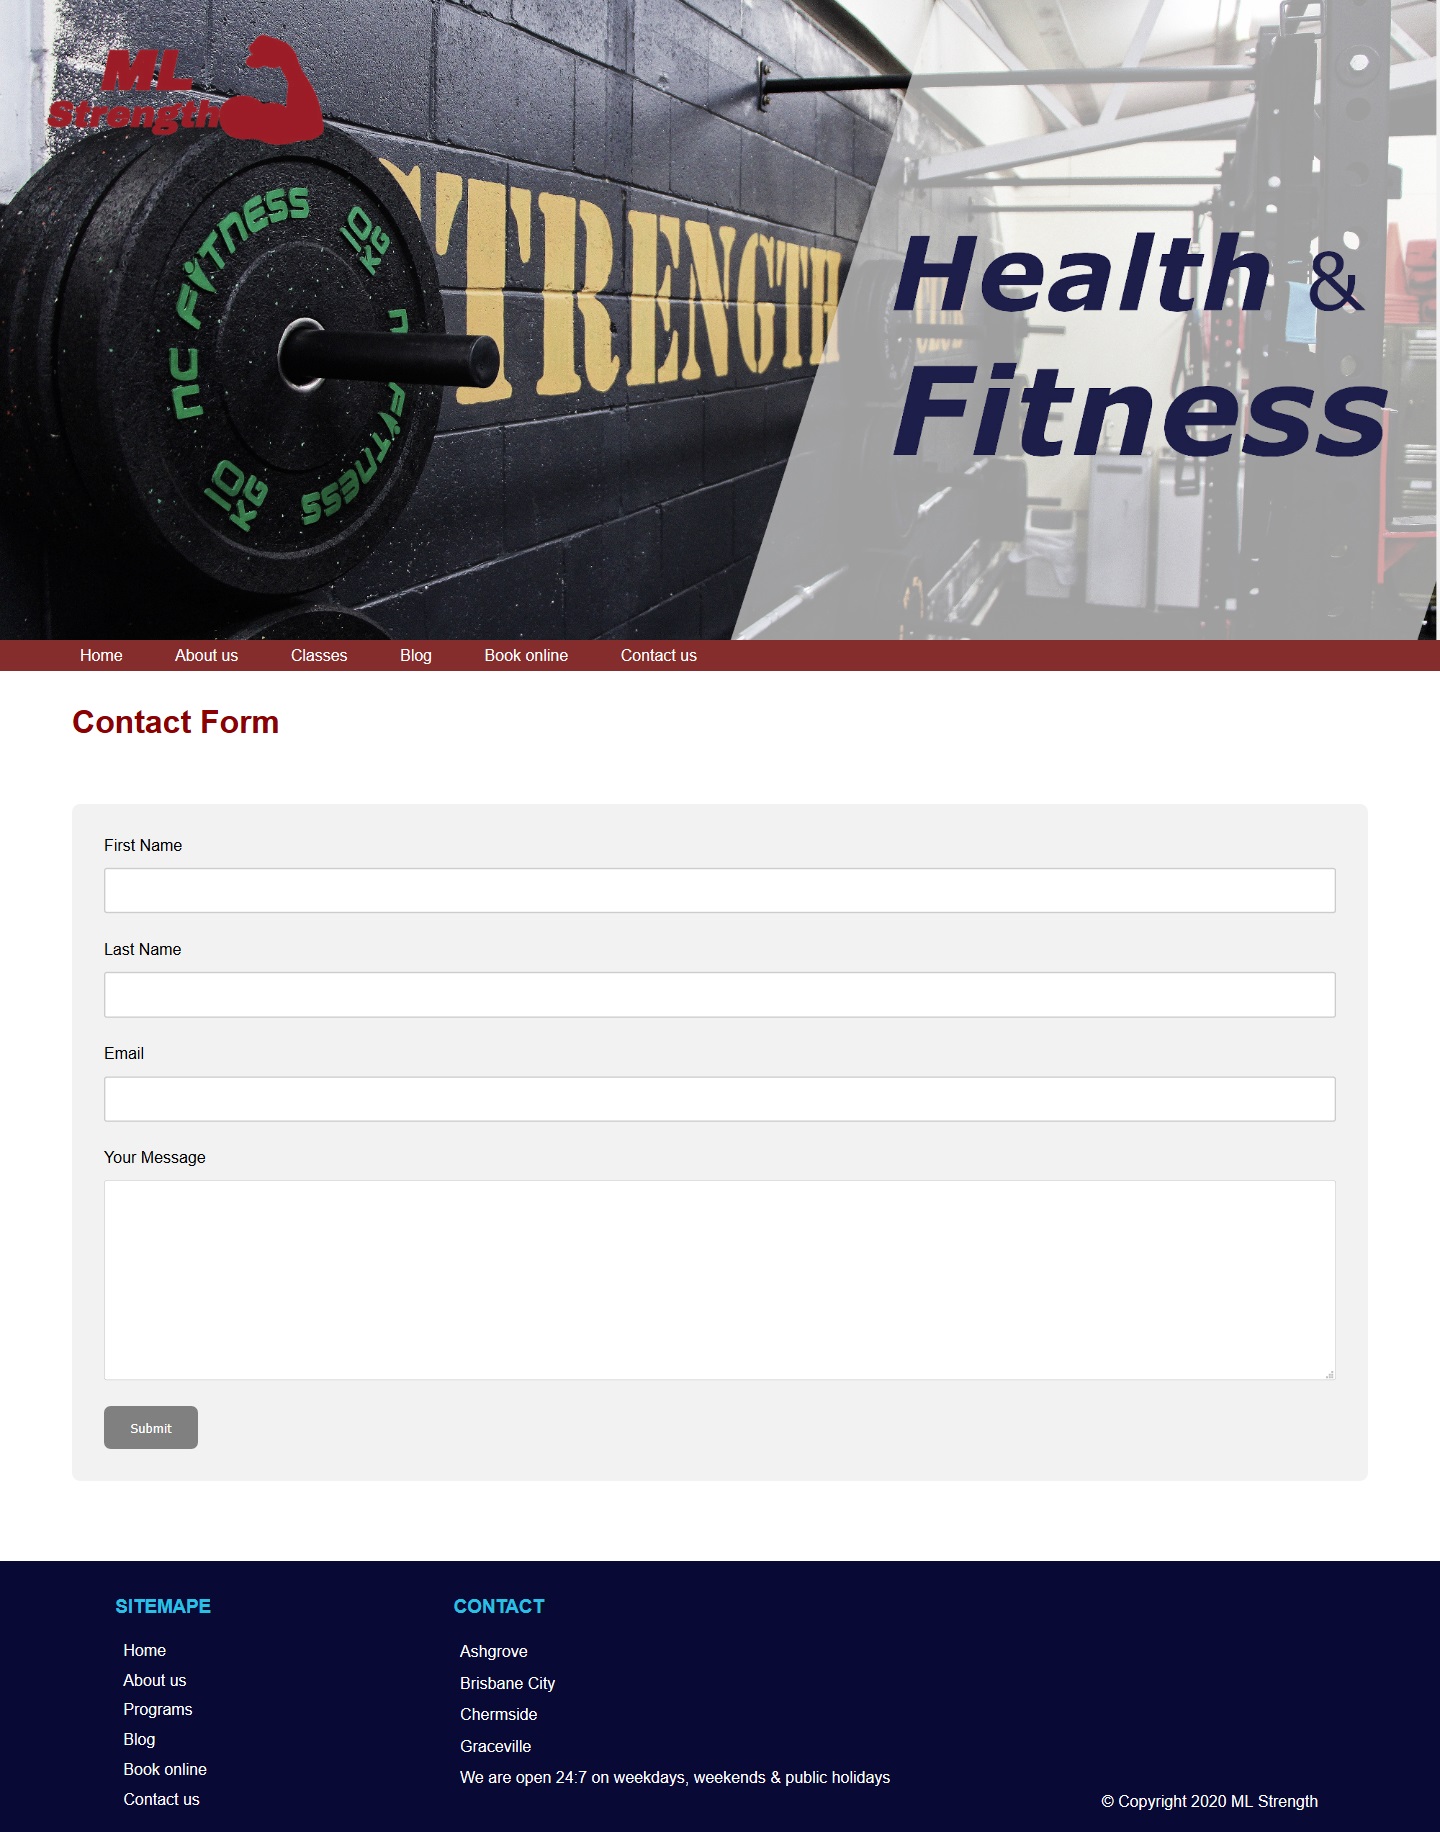 ML
Strength
NC FITNESS
10
KG
NC FITNESS
10
KG
STRENGTH
CLUB
Health &
Fitness
Home About us Classes Blog Book online Contact us
Contact Form
First Name
Last Name
Email
Your Message
Submit
SITEMAPE
Home
About us
Programs
Blog
Book online
Contact us
CONTACT
Ashgrove
Brisbane City
Chermside
Graceville
We are open 24:7 on weekdays, weekends & public holidays
© Copyright 2020 ML Strength